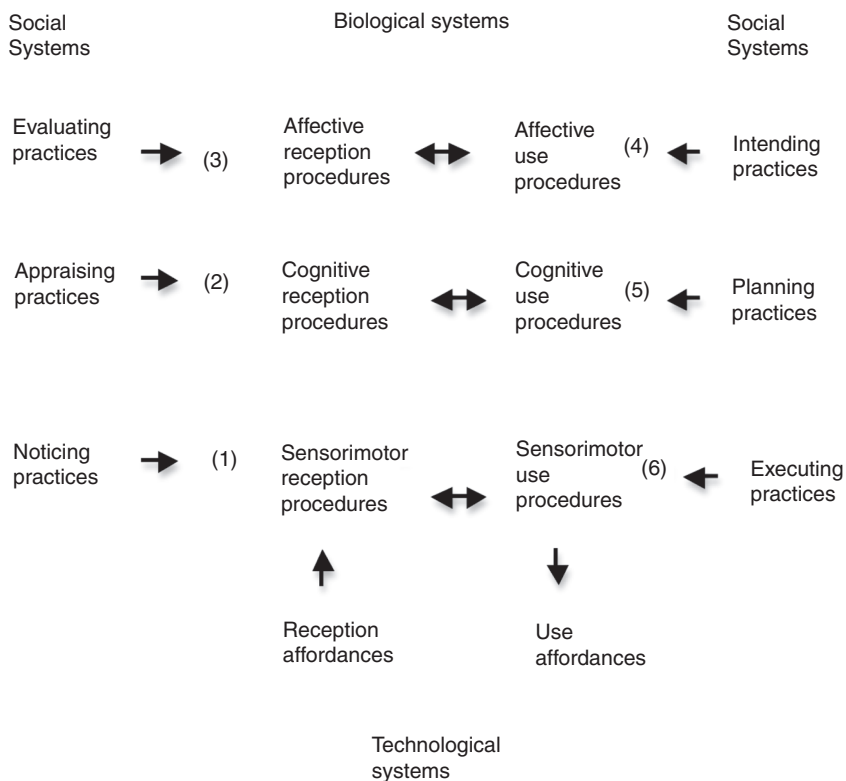 Social
Systems
Biological systems
Social
Systems
Evaluating
practices
(3)
Affective
reception
procedures
Affective
use
procedures
(4)
Intending
practices
Appraising
practices
(2)
Cognitive
reception
procedures
Cognitive
use
procedures
(5)
Planning
practices
Noticing
practices
(1)
Sensorimotor
reception
procedures
Sensorimotor
use
procedures
(6)
Executing
practices
Reception
affordances
Use
affordances
Technological
systems